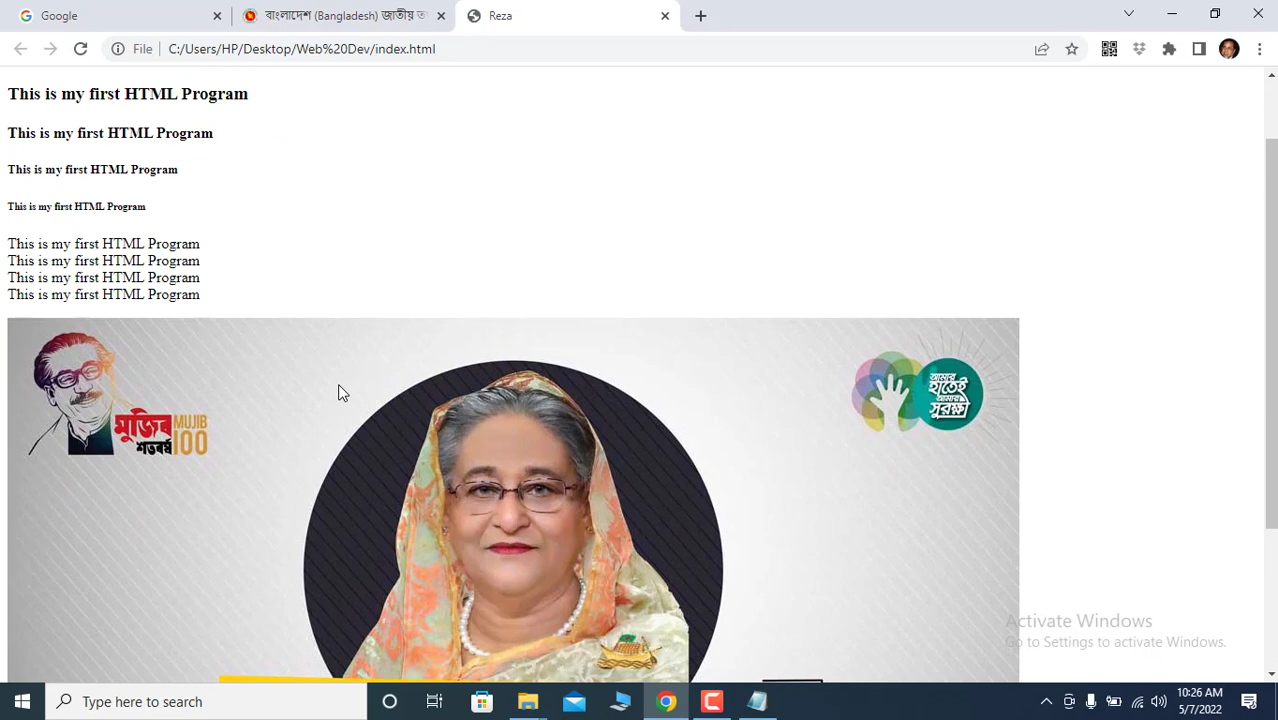 Google
বাংলাদেশ (Bangladesh) জাতীয় ত
Reza
File
C:/Users/HP/Desktop/Web%20Dev/index.html
This is my first HTML Program
This is my first HTML Program
This is my first HTML Program
This is my first HTML Program
This is my first HTML Program
This is my first HTML Program
This is my first HTML Program
This is my first HTML Program
মুজিব MUJIB
শতবর্ষ 100
আমার
হাতেই
আমার
সুরক্ষা
Activate Windows
Go to Settings to activate Windows.
Type here to search
10:26 AM
5/7/2022